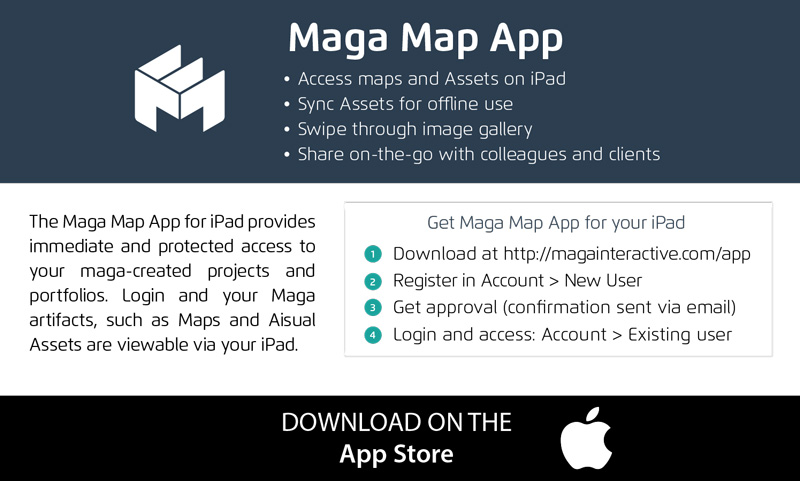 Maga Map App
• Access maps and Assets on iPad
• Sync Assets for offline use
• Swipe through image gallery
• Share on-the-go with colleagues and clients
The Maga Map App for iPad provides
immediate and protected access to
your maga-created projects and
portfolios. Login and your Maga
artifacts, such as Maps and Aisual
Assets are viewable via your iPad.
Get Maga Map App for your iPad
1 Download at http://magainteractive.com/app
2 Register in Account > New User
3 Get approval (confirmation sent via email)
4 Login and access: Account > Existing user
DOWNLOAD ON THE
App Store